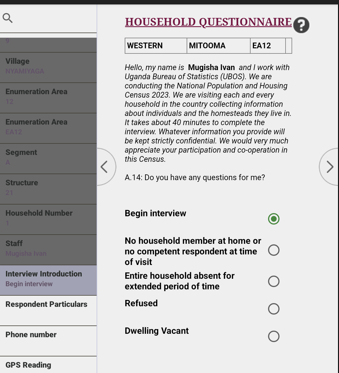 HOUSEHOLD QUESTIONNAIRE
?
WESTERN MITOOMA EA12
Hello, my name is Mugisha Ivan and I work with
Uganda Bureau of Statistics (UBOS). We are
conducting the National Population and Housing
Census 2023. We are visiting each and every
household in the country collecting information
about individuals and the homesteads they live in.
It takes about 40 minutes to complete the
interview. Whatever information you provide will
be kept strictly confidential. We would very much
appreciate your participation and co-operation in
this Census.
A.14: Do you have any questions for me?
Begin interview
No household member at home or
no competent respondent at time
of visit
Entire household absent for
extended period of time
Refused
Dwelling Vacant
Village
Enumeration Area
12
Enumeration Area
EA12
Segment
Structure
Household Number
Staff
Mugisha Ivan
Interview Introduction
Begin interview
Respondent Particulars
Phone number
GPS Reading